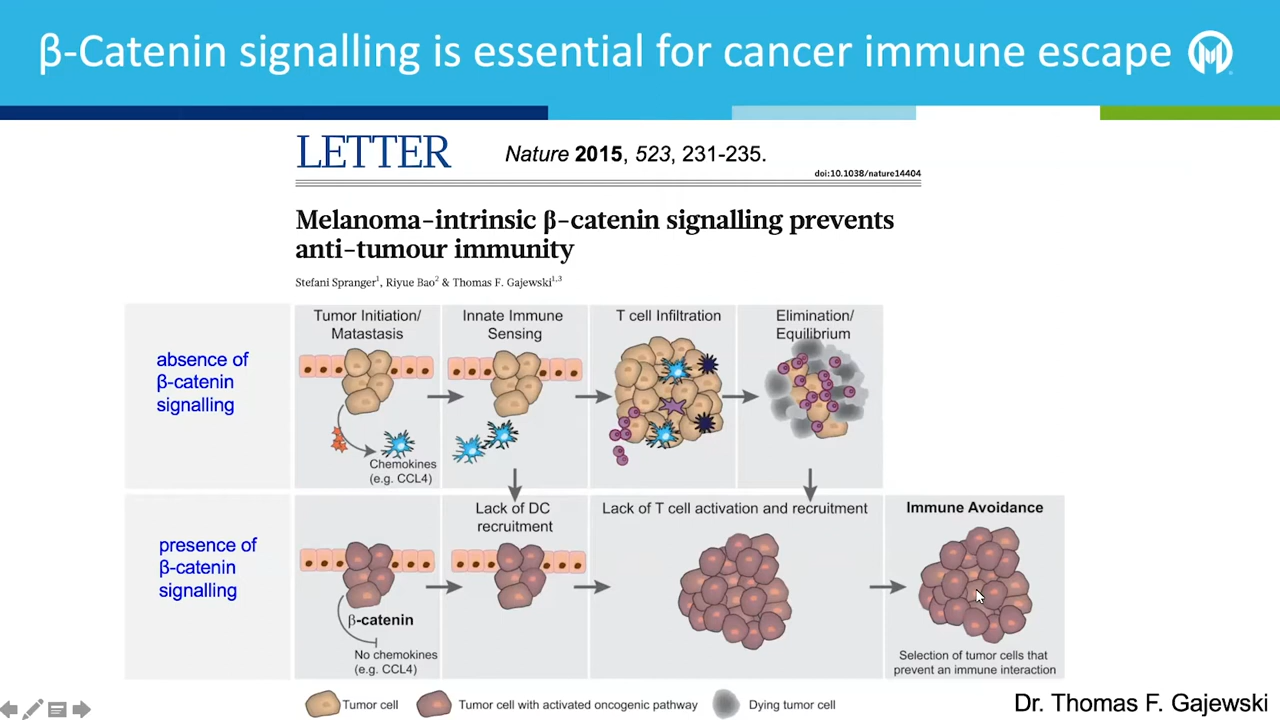 β-Catenin signalling is essential for cancer immune escape
LETTER
Nature 2015, 523, 231-235.
doi:10.1038/nature14404
Melanoma-intrinsic β-catenin signalling prevents
anti-tumour immunity
Stefani Spranger1, Riyue Bao2 & Thomas F. Gajewski1,3
absence of
β-catenin
signalling
Tumor Initiation/
Matastasis
Chemokines
(e.g. CCL4)
Innate Immune
Sensing
T cell Infiltration
Elimination/
Equilibrium
presence of
β-catenin
signalling
β-catenin
No chemokines
(e.g. CCL4)
Lack of DC
recruitment
Lack of T cell activation and recruitment
Immune Avoidance
Selection of tumor cells that
prevent an immune interaction
Tumor cell
Tumor cell with activated oncogenic pathway
Dying tumor cell
Dr. Thomas F. Gajewski